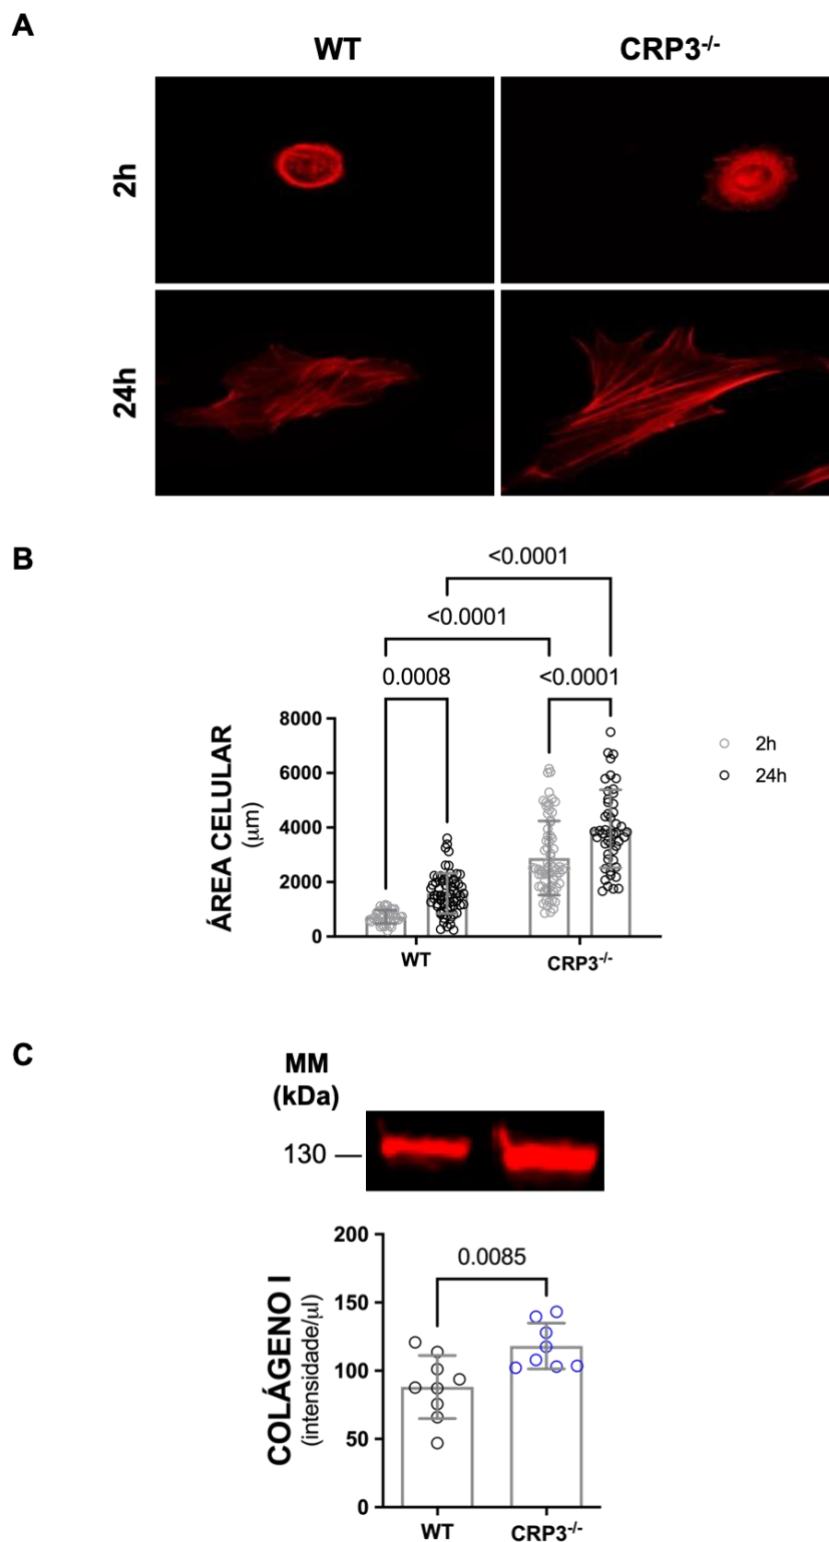 A
WT CRP3-/-
2h
24h
B
<0.0001
<0.0001
0.0008 <0.0001
ÁREA CELULAR
(μm)
8000
6000
4000
2000
0
WT CRP3-/-
2h
24h
C
MM
(kDa)
130
COLÁGENO I
(intensidade/μl)
200
150
100
50
0
0.0085
WT CRP3-/-